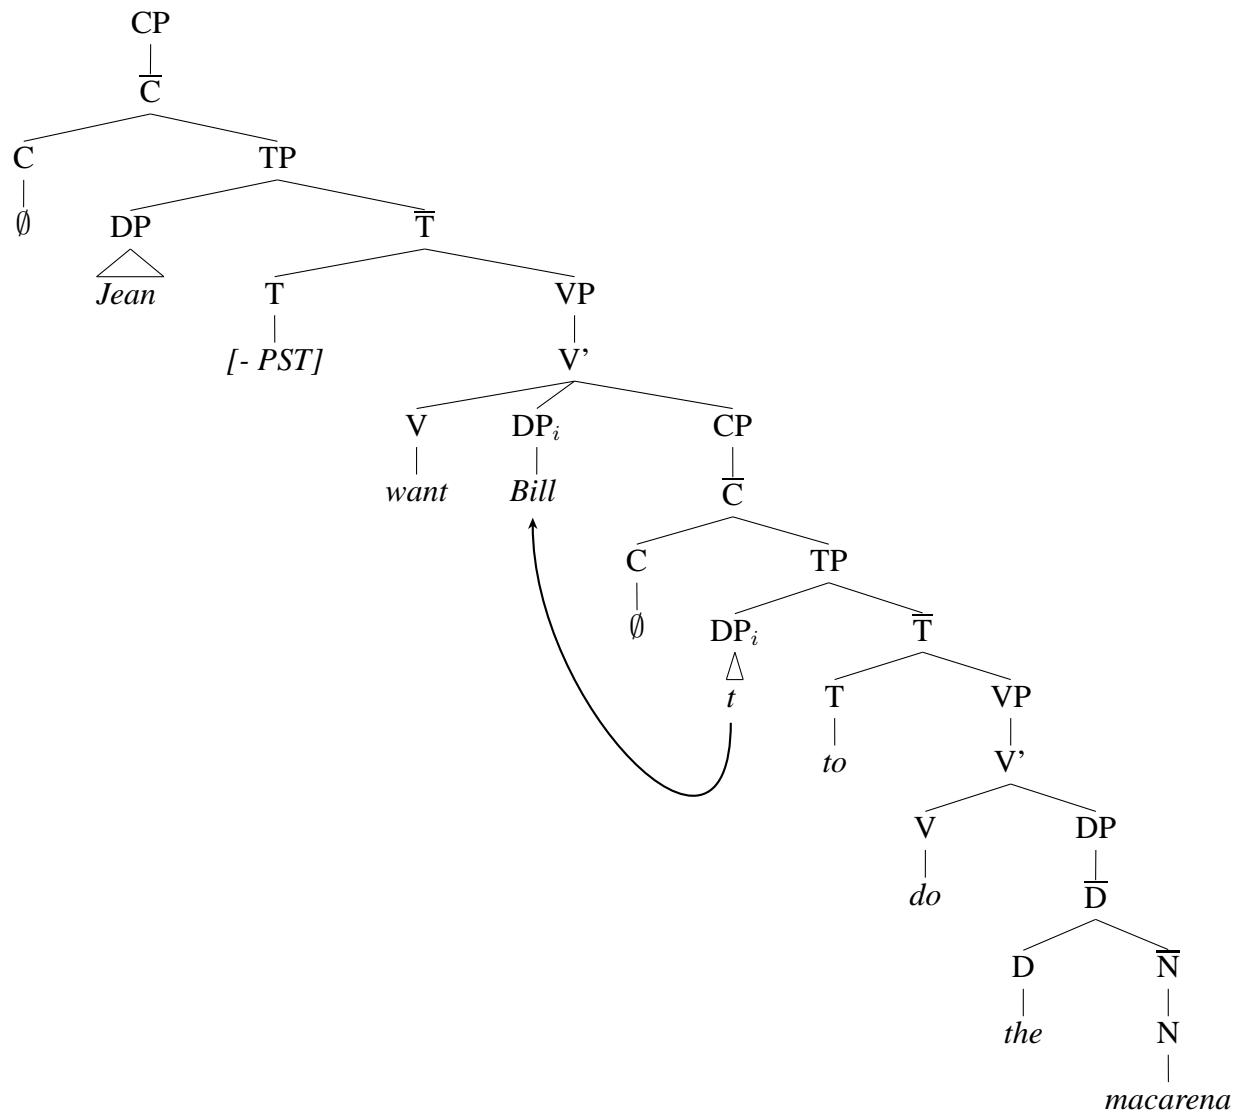 CP
C̅
C TP
∅ DP T̅
Jean T VP
[- PST] V’
V DPᵢ CP
want Bill C̅
C TP
∅ DPᵢ T̅
t T VP
to V’
V DP
do D̅
D N̅
the N
macarena